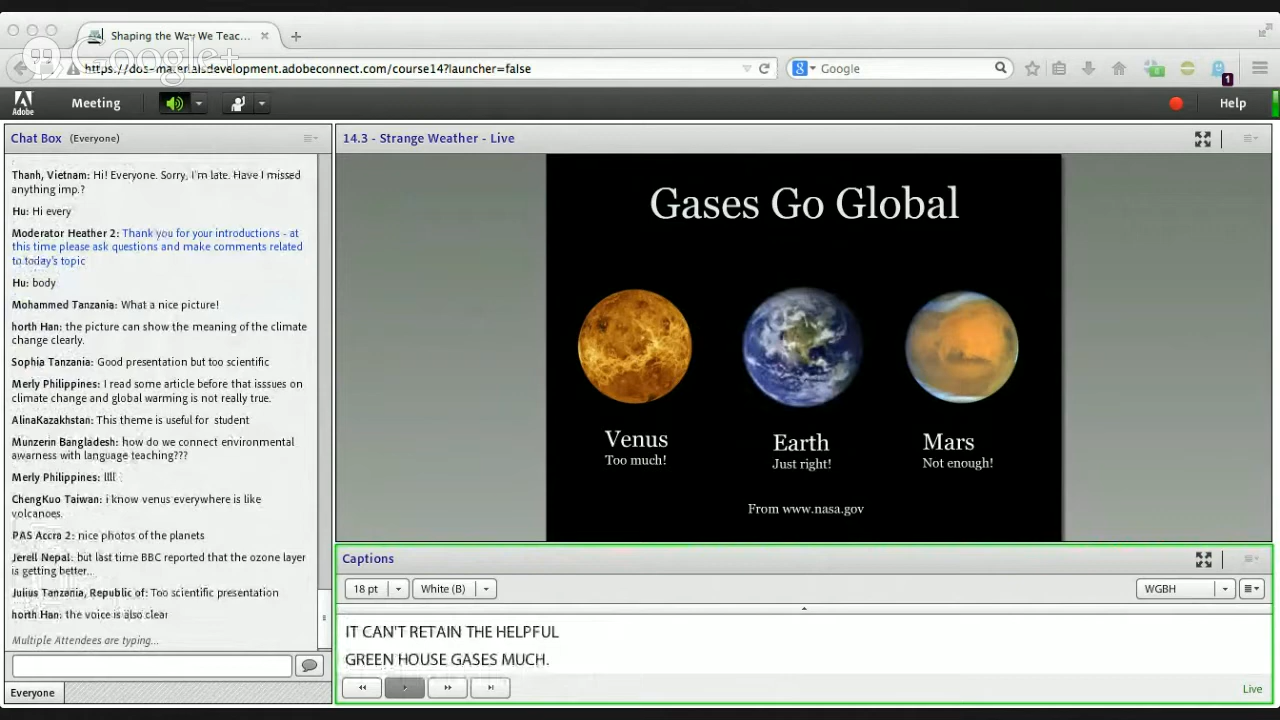 Shaping the Way We Teac...
Google+
https://dos-materialsdevelopment.adobeconnect.com/course14?launcher=false
Google
1
Adobe
Meeting
Help
Chat Box (Everyone)
Thanh, Vietnam: Hi! Everyone. Sorry, I'm late. Have I missed
anything imp.?
Hu: Hi every
Moderator Heather 2: Thank you for your introductions - at
this time please ask questions and make comments related
to today's topic
Hu: body
Mohammed Tanzania: What a nice picture!
horth Han: the picture can show the meaning of the climate
change clearly.
Sophia Tanzania: Good presentation but too scientific
Merly Philippines: I read some article before that isssues on
climate change and global warming is not really true.
AlinaKazakhstan: This theme is useful for student
Munzerin Bangladesh: how do we connect environmental
awarness with language teaching???
Merly Philippines: llll
ChengKuo Taiwan: i know venus everywhere is like
volcanoes.
PAS Accra 2: nice photos of the planets
Jerell Nepal: but last time BBC reported that the ozone layer
is getting better..
Julius Tanzania, Republic of: Too scientific presentation
horth Han: the voice is also clear
Multiple Attendees are typing...
Everyone
14.3 - Strange Weather - Live
Gases Go Global
Venus
Too much!
Earth
Just right!
Mars
Not enough!
From www.nasa.gov
Captions
18 pt
White (B)
WGBH
IT CAN'T RETAIN THE HELPFUL
GREEN HOUSE GASES MUCH.
Live